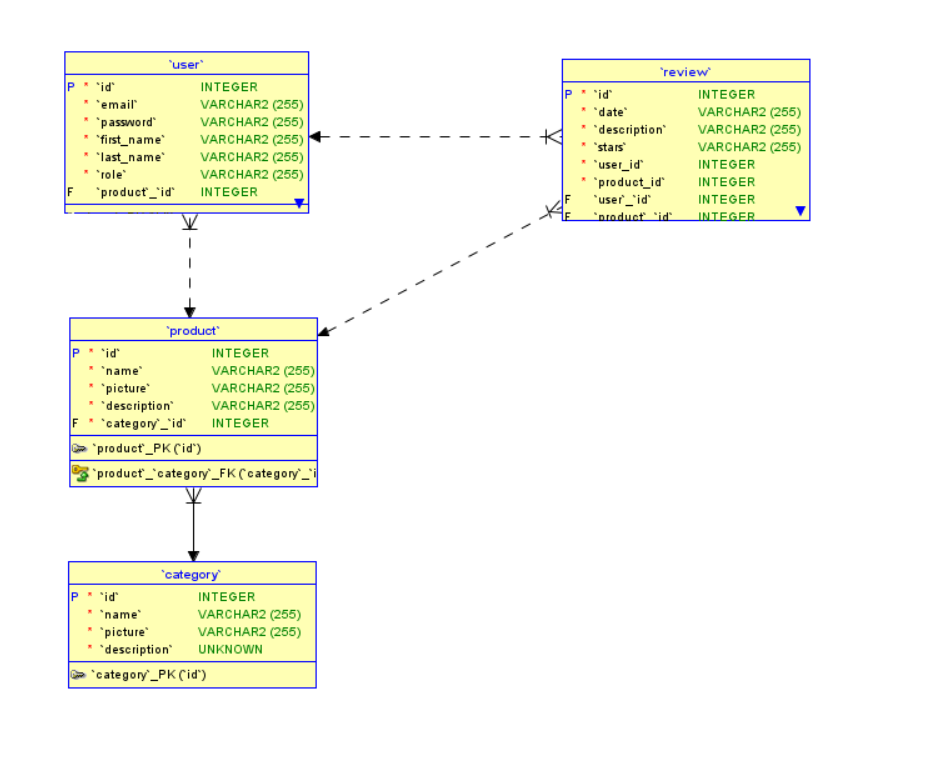 `user`
P * `id` INTEGER
* `email` VARCHAR2 (255)
* `password` VARCHAR2 (255)
* `first_name` VARCHAR2 (255)
* `last_name` VARCHAR2 (255)
* `role` VARCHAR2 (255)
F `product`_`id` INTEGER
`review`
P * `id` INTEGER
* `date` VARCHAR2 (255)
* `description` VARCHAR2 (255)
* `stars` VARCHAR2 (255)
* `user_id` INTEGER
* `product_id` INTEGER
F `user`_`id` INTEGER
F `product`_`id` INTEGER
`product`
P * `id` INTEGER
* `name` VARCHAR2 (255)
* `picture` VARCHAR2 (255)
* `description` VARCHAR2 (255)
F * `category`_`id` INTEGER
`product`_PK (`id`)
`product`_`category`_FK (`category`_`i
`category`
P * `id` INTEGER
* `name` VARCHAR2 (255)
* `picture` VARCHAR2 (255)
* `description` UNKNOWN
`category`_PK (`id`)